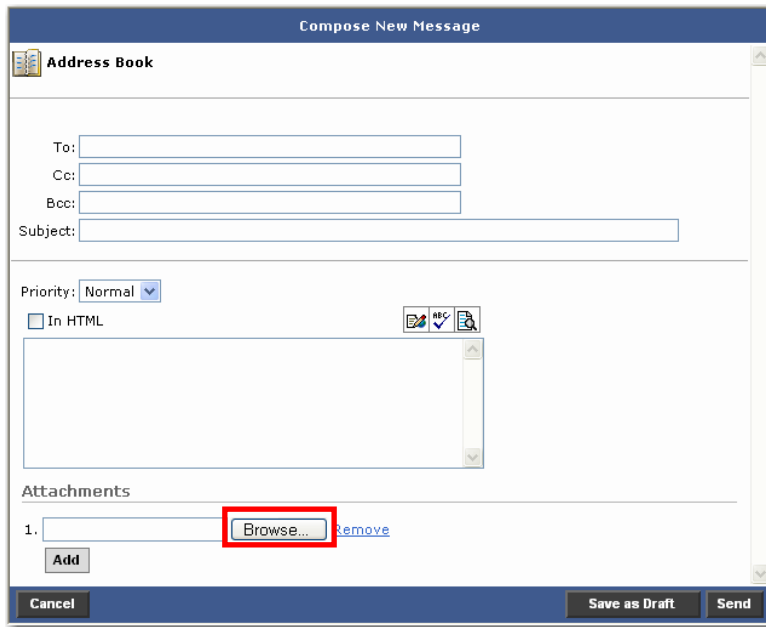 Compose New Message
Address Book
To:
Cc:
Bcc:
Subject:
Priority: Normal
In HTML
ABC
Attachments
1. Browse... Remove
Add
Cancel Save as Draft Send